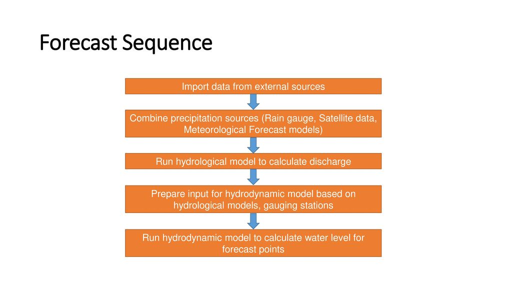 Forecast Sequence
Import data from external sources
Combine precipitation sources (Rain gauge, Satellite data,
Meteorological Forecast models)
Run hydrological model to calculate discharge
Prepare input for hydrodynamic model based on
hydrological models, gauging stations
Run hydrodynamic model to calculate water level for
forecast points